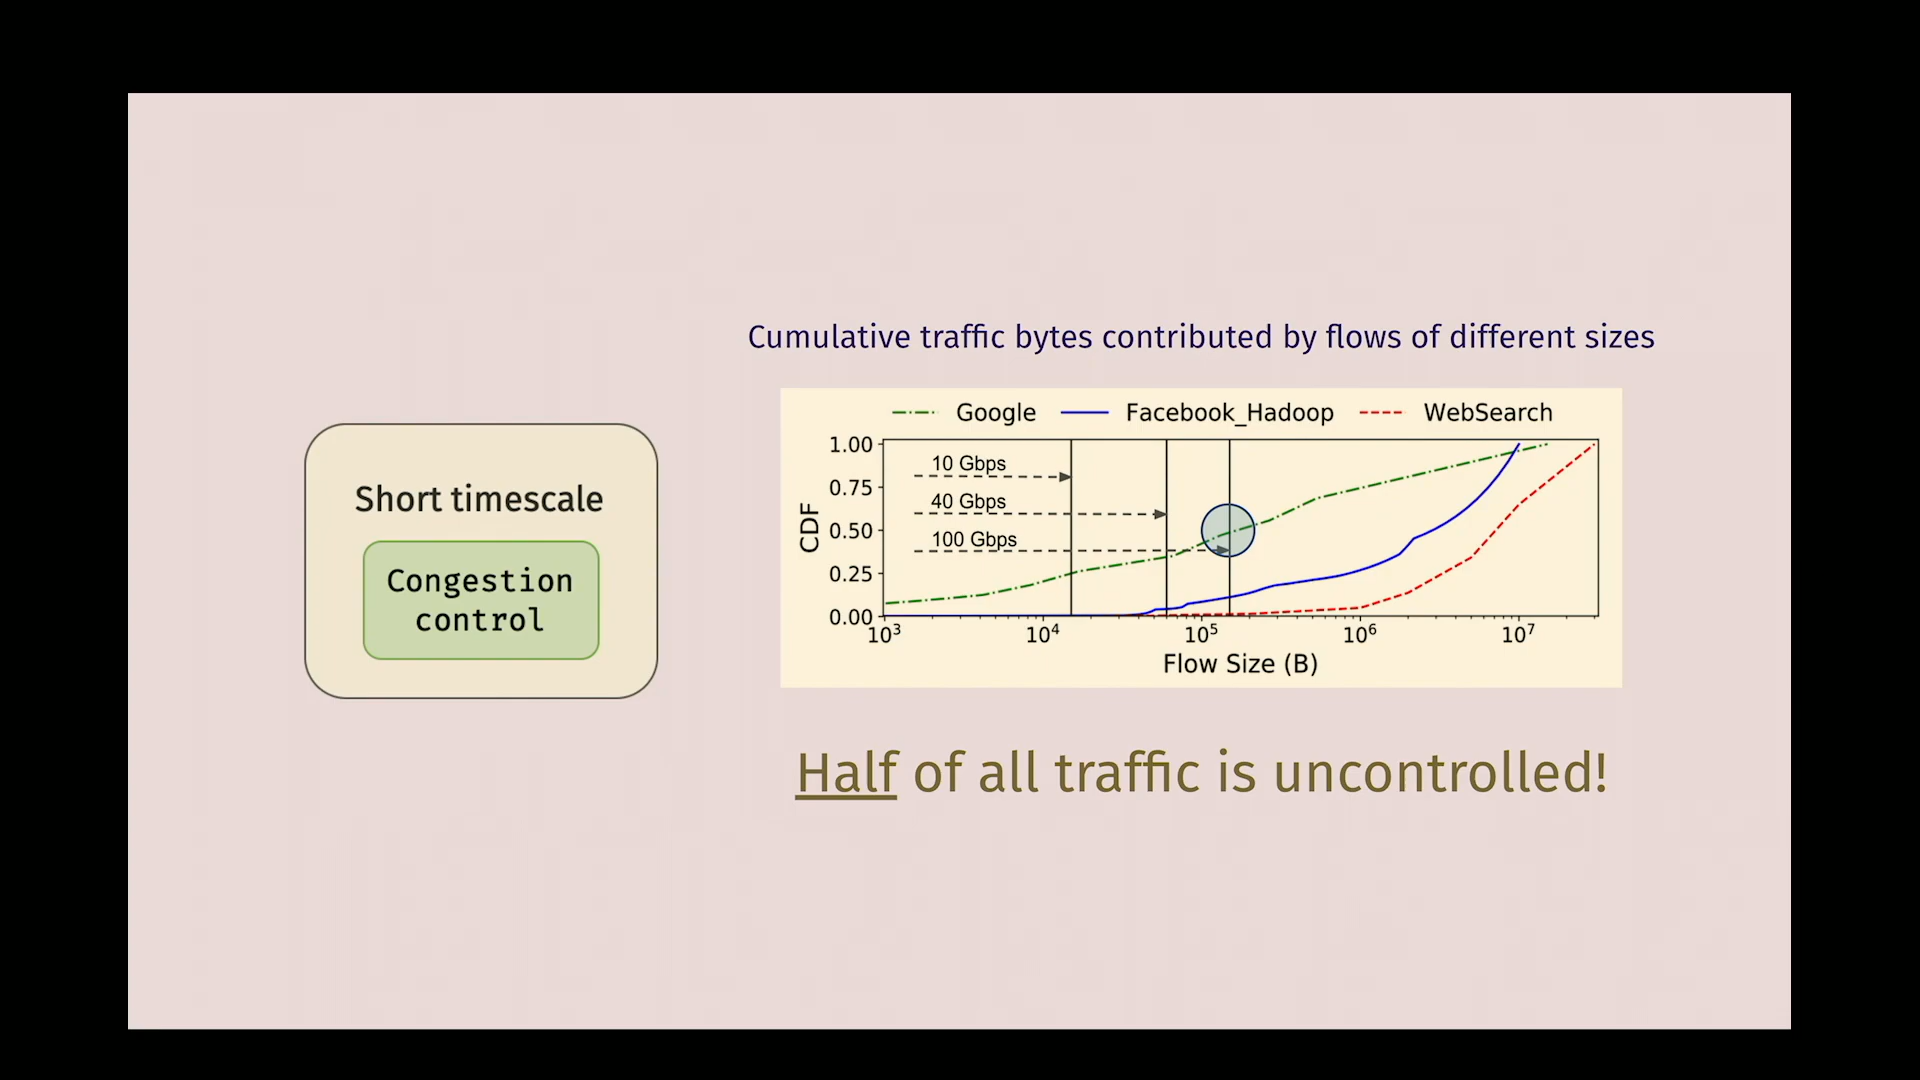 Cumulative traffic bytes contributed by flows of different sizes
Short timescale
Congestion
control
Google
Facebook_Hadoop
WebSearch
CDF
1.00
0.75
0.50
0.25
0.00
10 Gbps
40 Gbps
100 Gbps
10³
10⁴
10⁵
10⁶
10⁷
Flow Size (B)
Half of all traffic is uncontrolled!